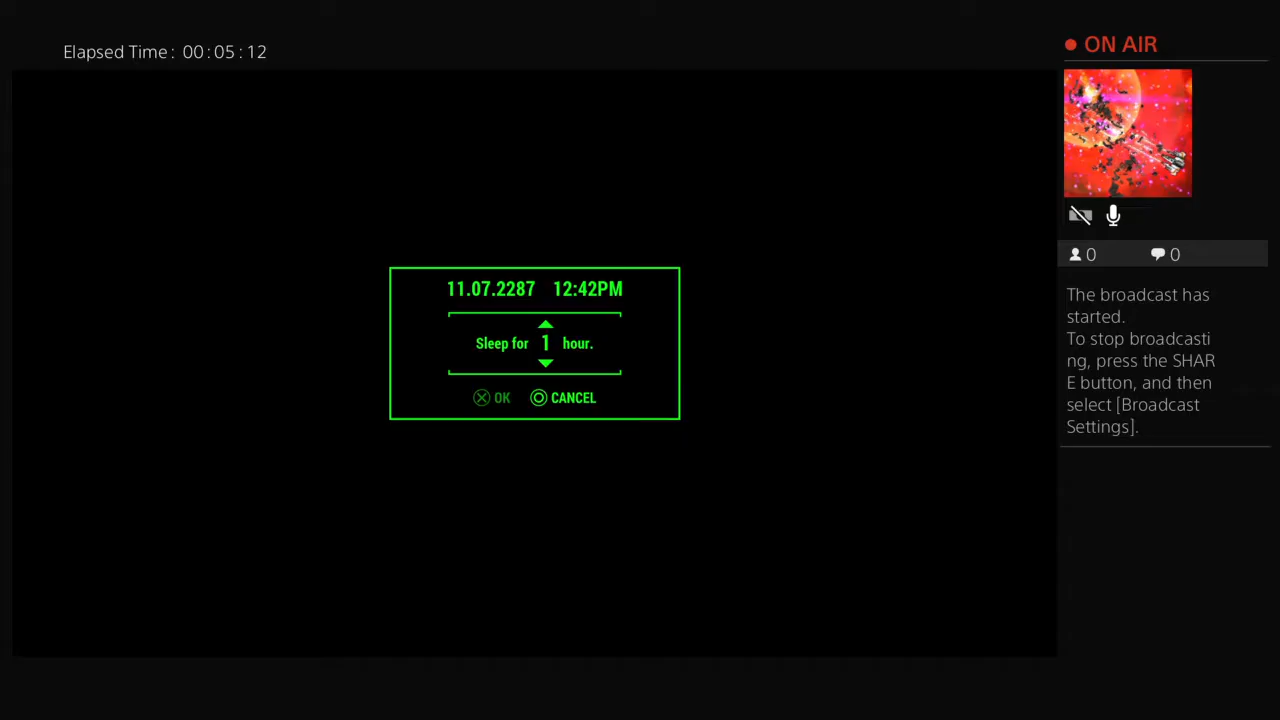 Elapsed Time: 00:05:12
ON AIR
0 0
The broadcast has
started.
To stop broadcasti
ng, press the SHAR
E button, and then
select [Broadcast
Settings].
11.07.2287 12:42PM
Sleep for 1 hour.
OK CANCEL